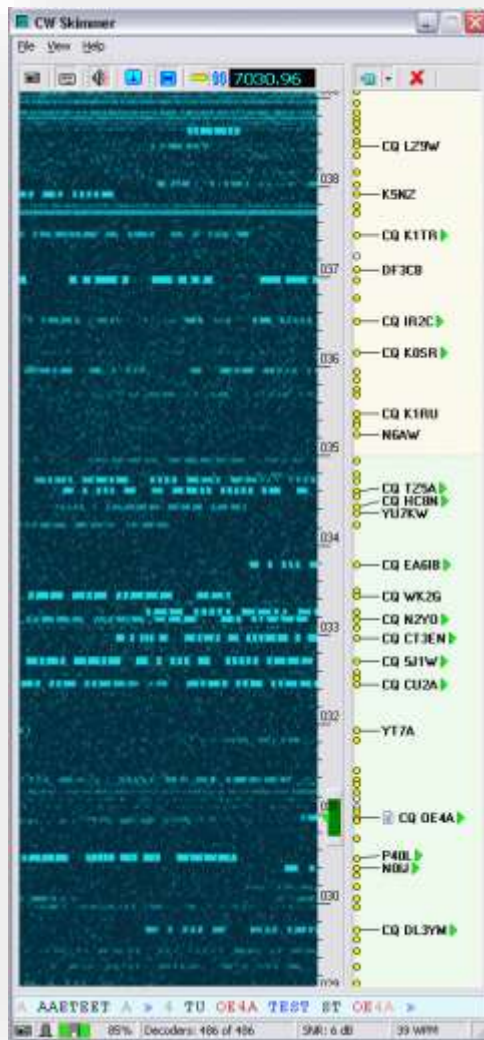 CW Skimmer
File View Help
7030.96
038
037
036
035
034
033
032
030
029
CQ LZ9W
K5NZ
CQ K1TR
DF3CB
CQ IR2C
CQ K0SR
CQ K1RU
N6AW
CQ TZ5A
CQ HC8N
YU7KW
CQ EA6IB
CQ WK2G
CQ N2YO
CQ CT3EN
CQ 5J1W
CQ CU2A
YT7A
CQ OE4A
P40L
N0IJ
CQ DL3YM
A AAETEET A » 4 TU OE4A TEST ST OE4A »
85% Decoders: 486 of 486 SNR: 6 dB 39 WPM